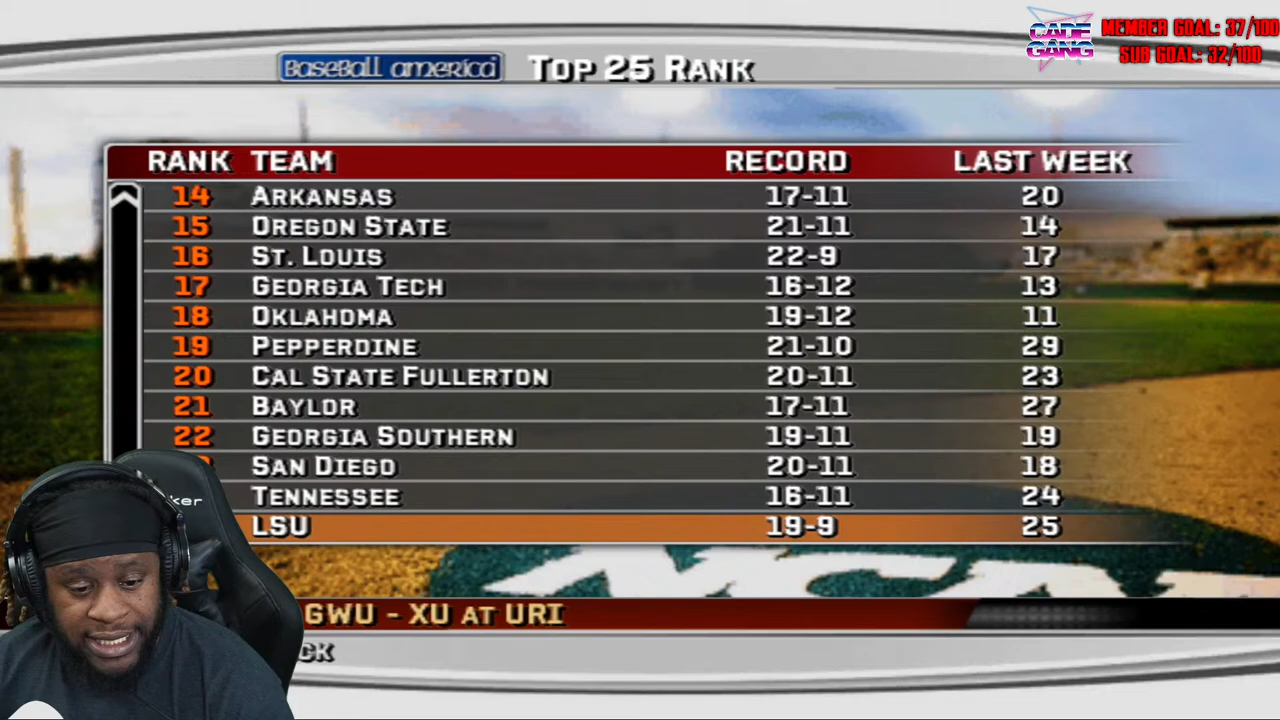 CADE GANG
MEMBER GOAL: 37/100
SUB GOAL: 32/100
Baseball america TOP 25 RANK
RANK TEAM RECORD LAST WEEK
14 ARKANSAS 17-11 20
15 OREGON STATE 21-11 14
16 ST. LOUIS 22-9 17
17 GEORGIA TECH 16-12 13
18 OKLAHOMA 19-12 11
19 PEPPERDINE 21-10 29
20 CAL STATE FULLERTON 20-11 23
21 BAYLOR 17-11 27
22 GEORGIA SOUTHERN 19-11 19
SAN DIEGO 20-11 18
TENNESSEE 16-11 24
LSU 19-9 25
GWU - XU AT URI